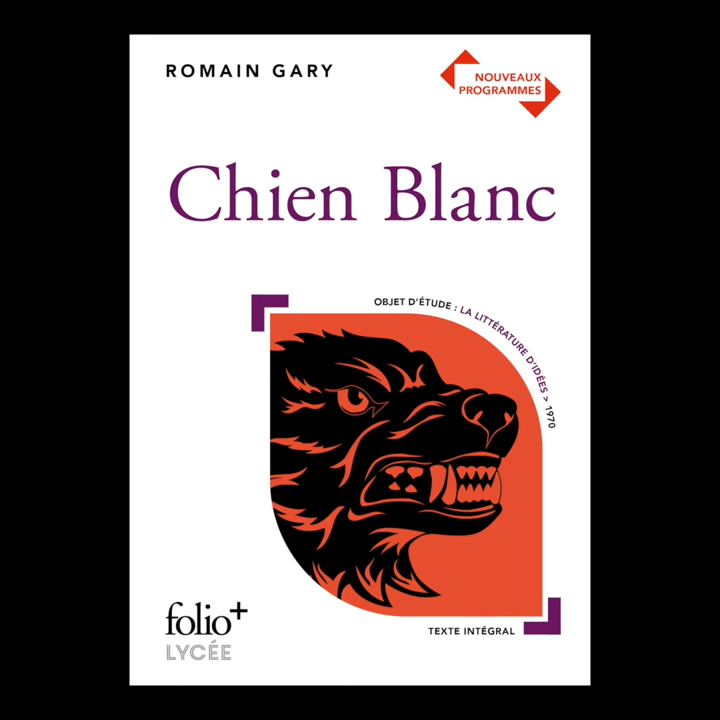 ROMAIN GARY
NOUVEAUX
PROGRAMMES
Chien Blanc
OBJET D'ÉTUDE : LA LITTÉRATURE D'IDÉES > 1970
folio+
LYCÉE
TEXTE INTÉGRAL